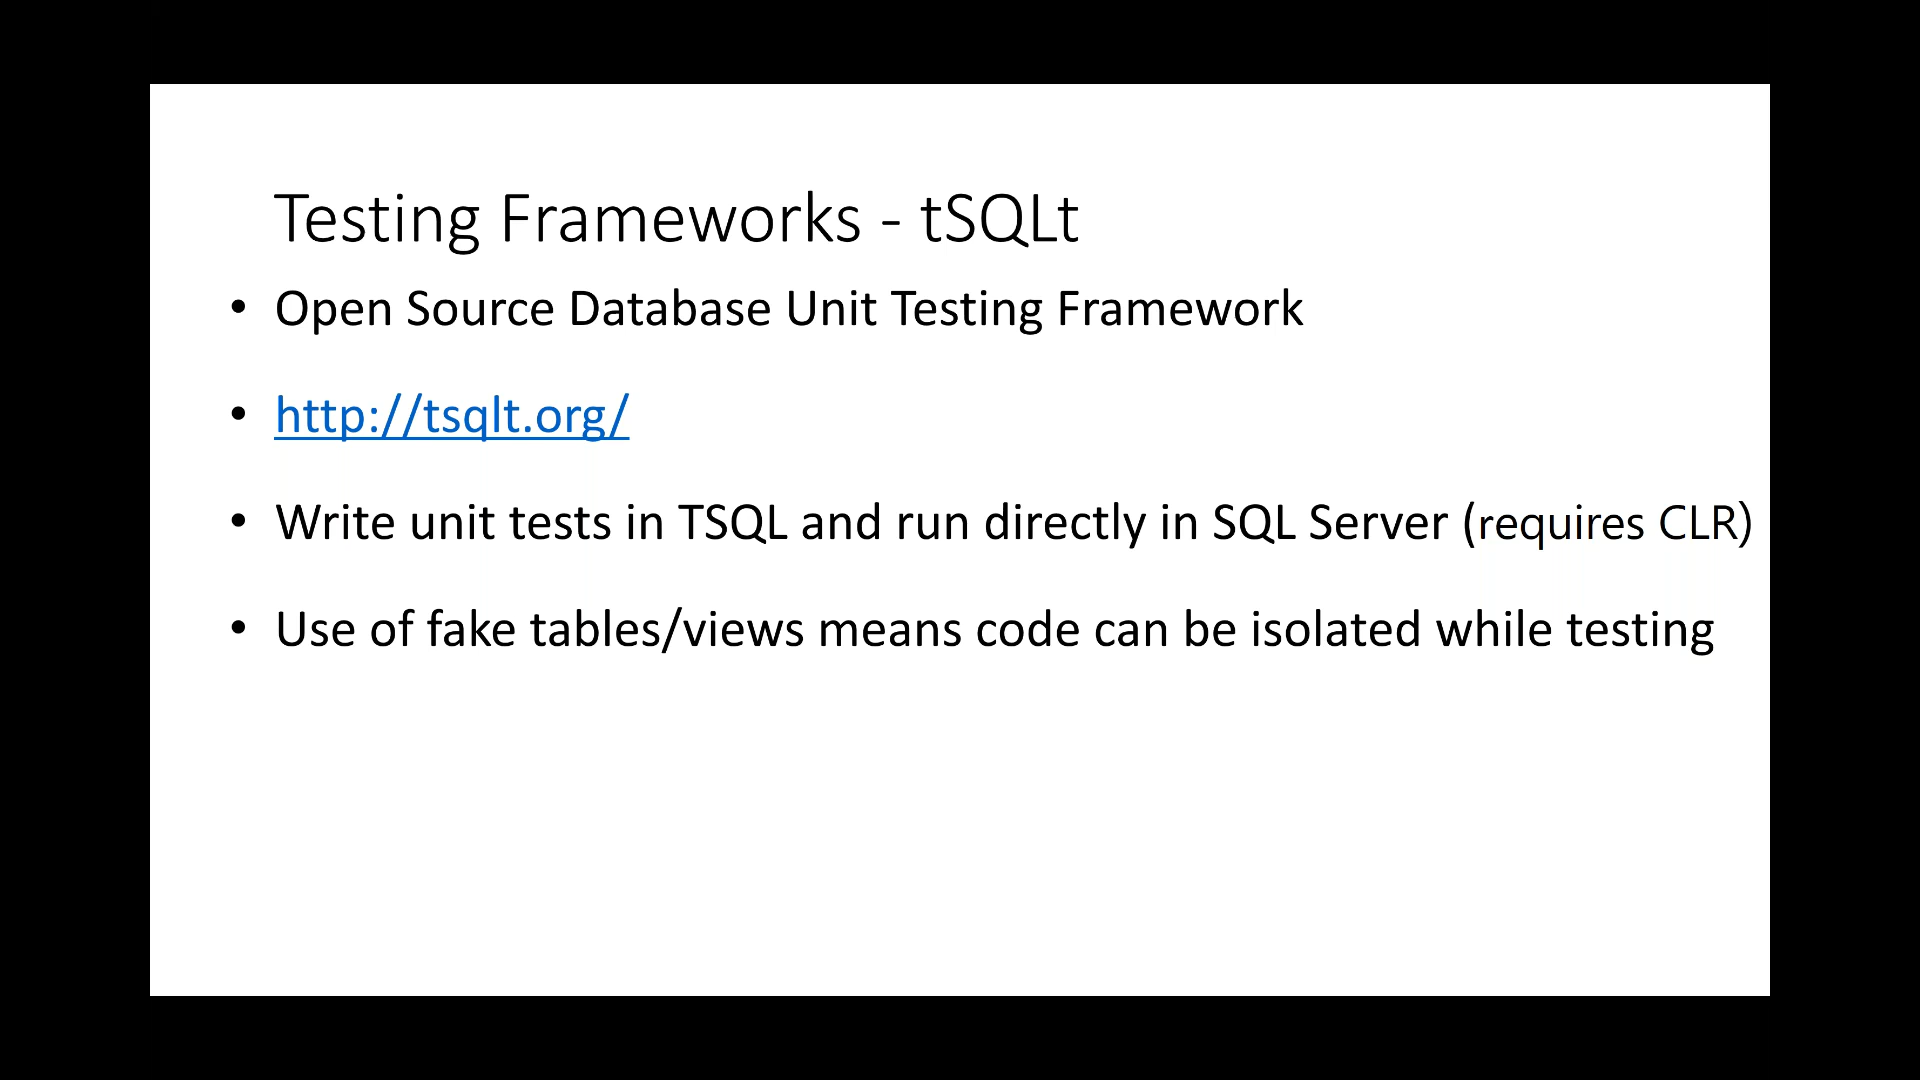 Testing Frameworks - tSQLt
• Open Source Database Unit Testing Framework
• http://tsqlt.org/
• Write unit tests in TSQL and run directly in SQL Server (requires CLR)
• Use of fake tables/views means code can be isolated while testing